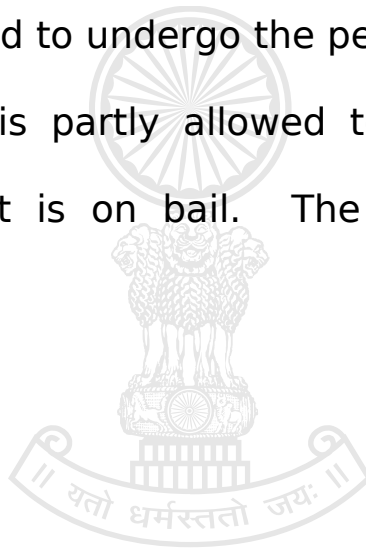 d to undergo the pe
is partly allowed t
t is on bail. The
॥ यतो धर्मस्ततो जयः ॥